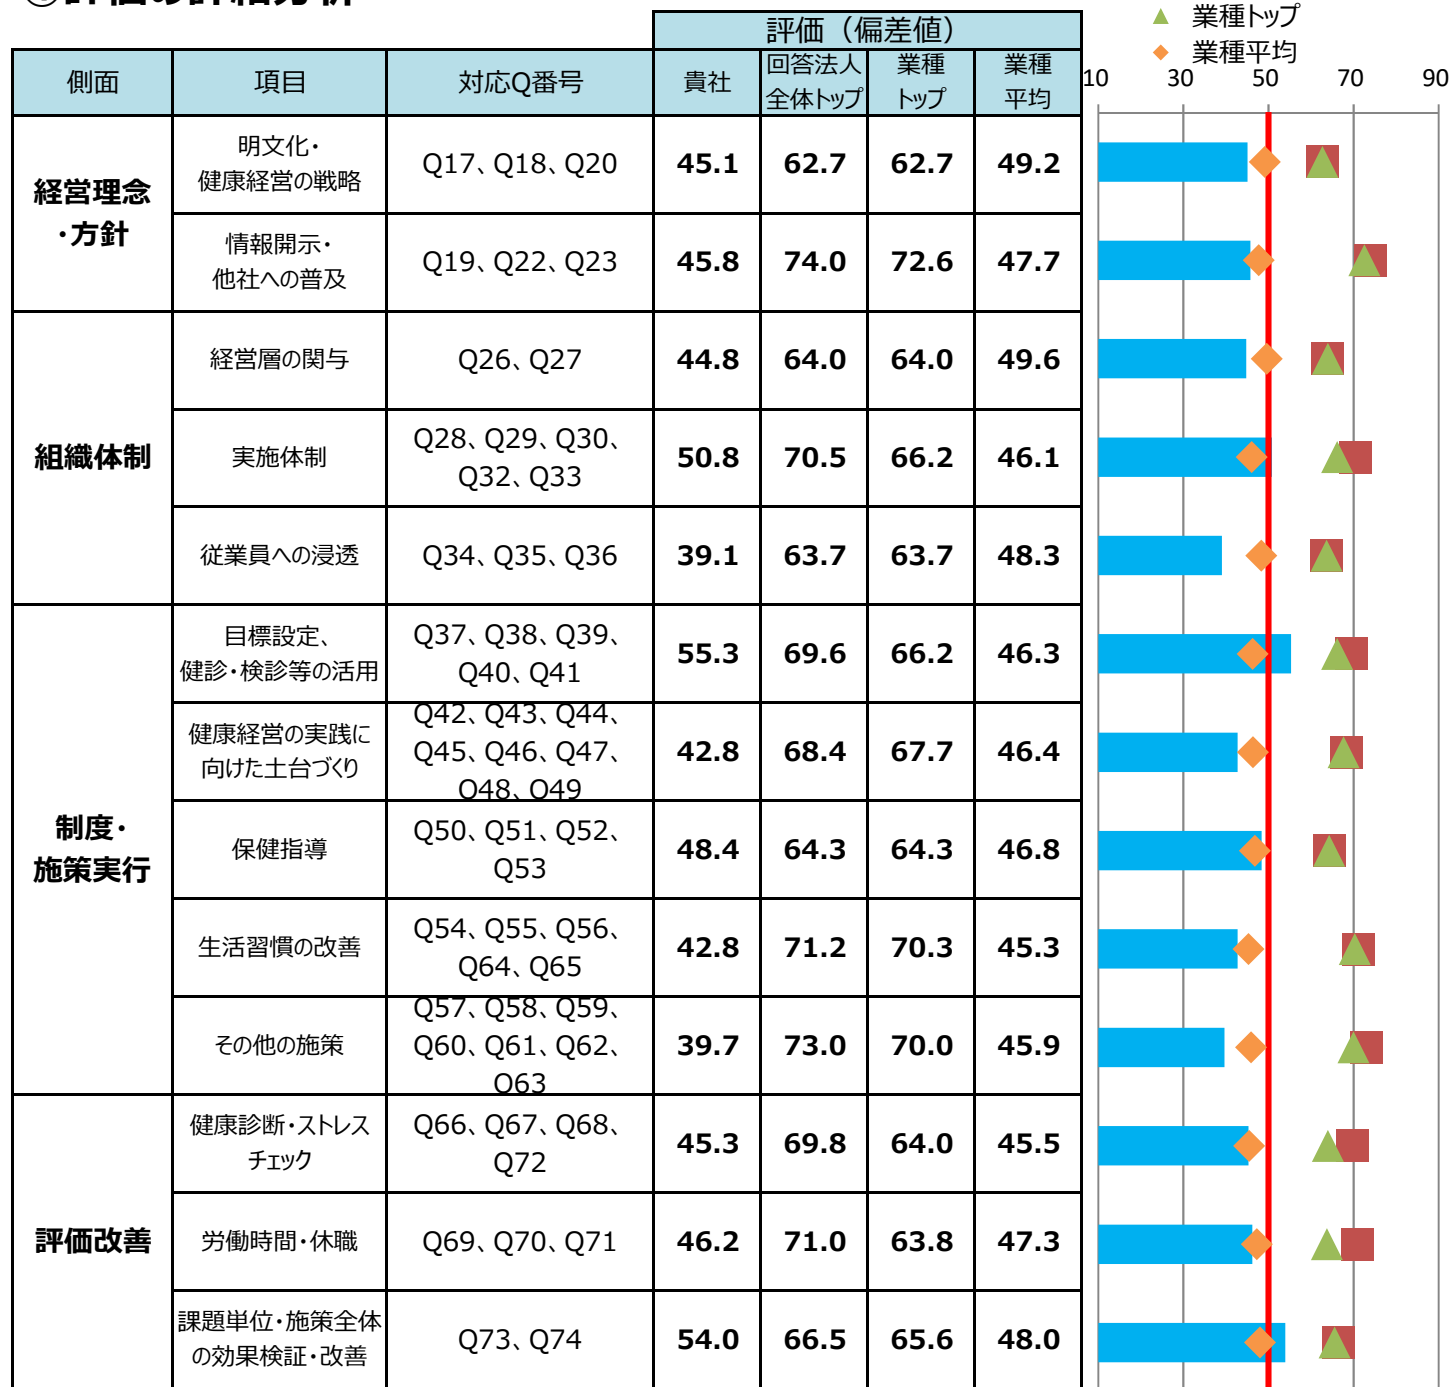 評価（偏差値）
▲ 業種トップ
◆ 業種平均
側面 項目 対応Q番号 貴社 回答法人 業種 業種
全体トップ トップ 平均
10 30 50 70 90
経営理念
・方針
明文化・
健康経営の戦略
Q17、Q18、Q20 45.1 62.7 62.7 49.2
情報開示・
他社への普及
Q19、Q22、Q23 45.8 74.0 72.6 47.7
組織体制
経営層の関与 Q26、Q27 44.8 64.0 64.0 49.6
実施体制
Q28、Q29、Q30、
Q32、Q33
50.8 70.5 66.2 46.1
従業員への浸透 Q34、Q35、Q36 39.1 63.7 63.7 48.3
制度・
施策実行
目標設定、
健診・検診等の活用
Q37、Q38、Q39、
Q40、Q41
55.3 69.6 66.2 46.3
健康経営の実践に
向けた土台づくり
Q42、Q43、Q44、
Q45、Q46、Q47、
Q48、Q49
42.8 68.4 67.7 46.4
保健指導
Q50、Q51、Q52、
Q53
48.4 64.3 64.3 46.8
生活習慣の改善
Q54、Q55、Q56、
Q64、Q65
42.8 71.2 70.3 45.3
その他の施策
Q57、Q58、Q59、
Q60、Q61、Q62、
Q63
39.7 73.0 70.0 45.9
評価改善
健康診断・ストレス
チェック
Q66、Q67、Q68、
Q72
45.3 69.8 64.0 45.5
労働時間・休職 Q69、Q70、Q71 46.2 71.0 63.8 47.3
課題単位・施策全体
の効果検証・改善
Q73、Q74 54.0 66.5 65.6 48.0